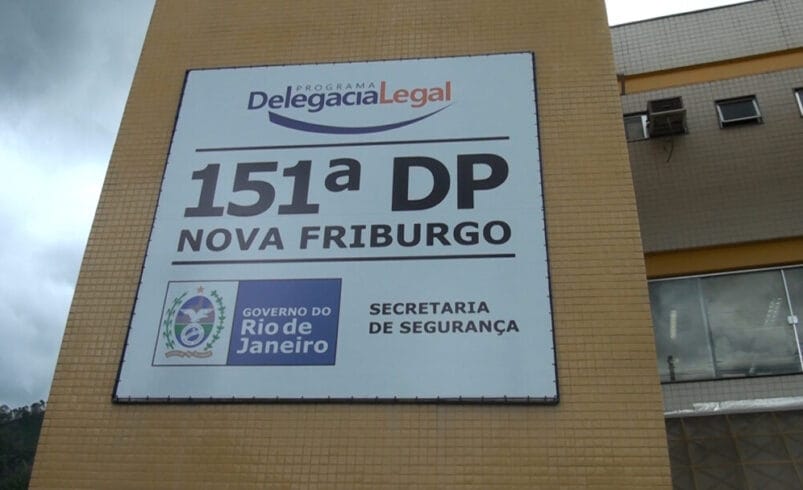 PROGRAMA
DelegaciaLegal
151ª DP
NOVA FRIBURGO
GOVERNO DO
Rio de
Janeiro
SECRETARIA
DE SEGURANÇA